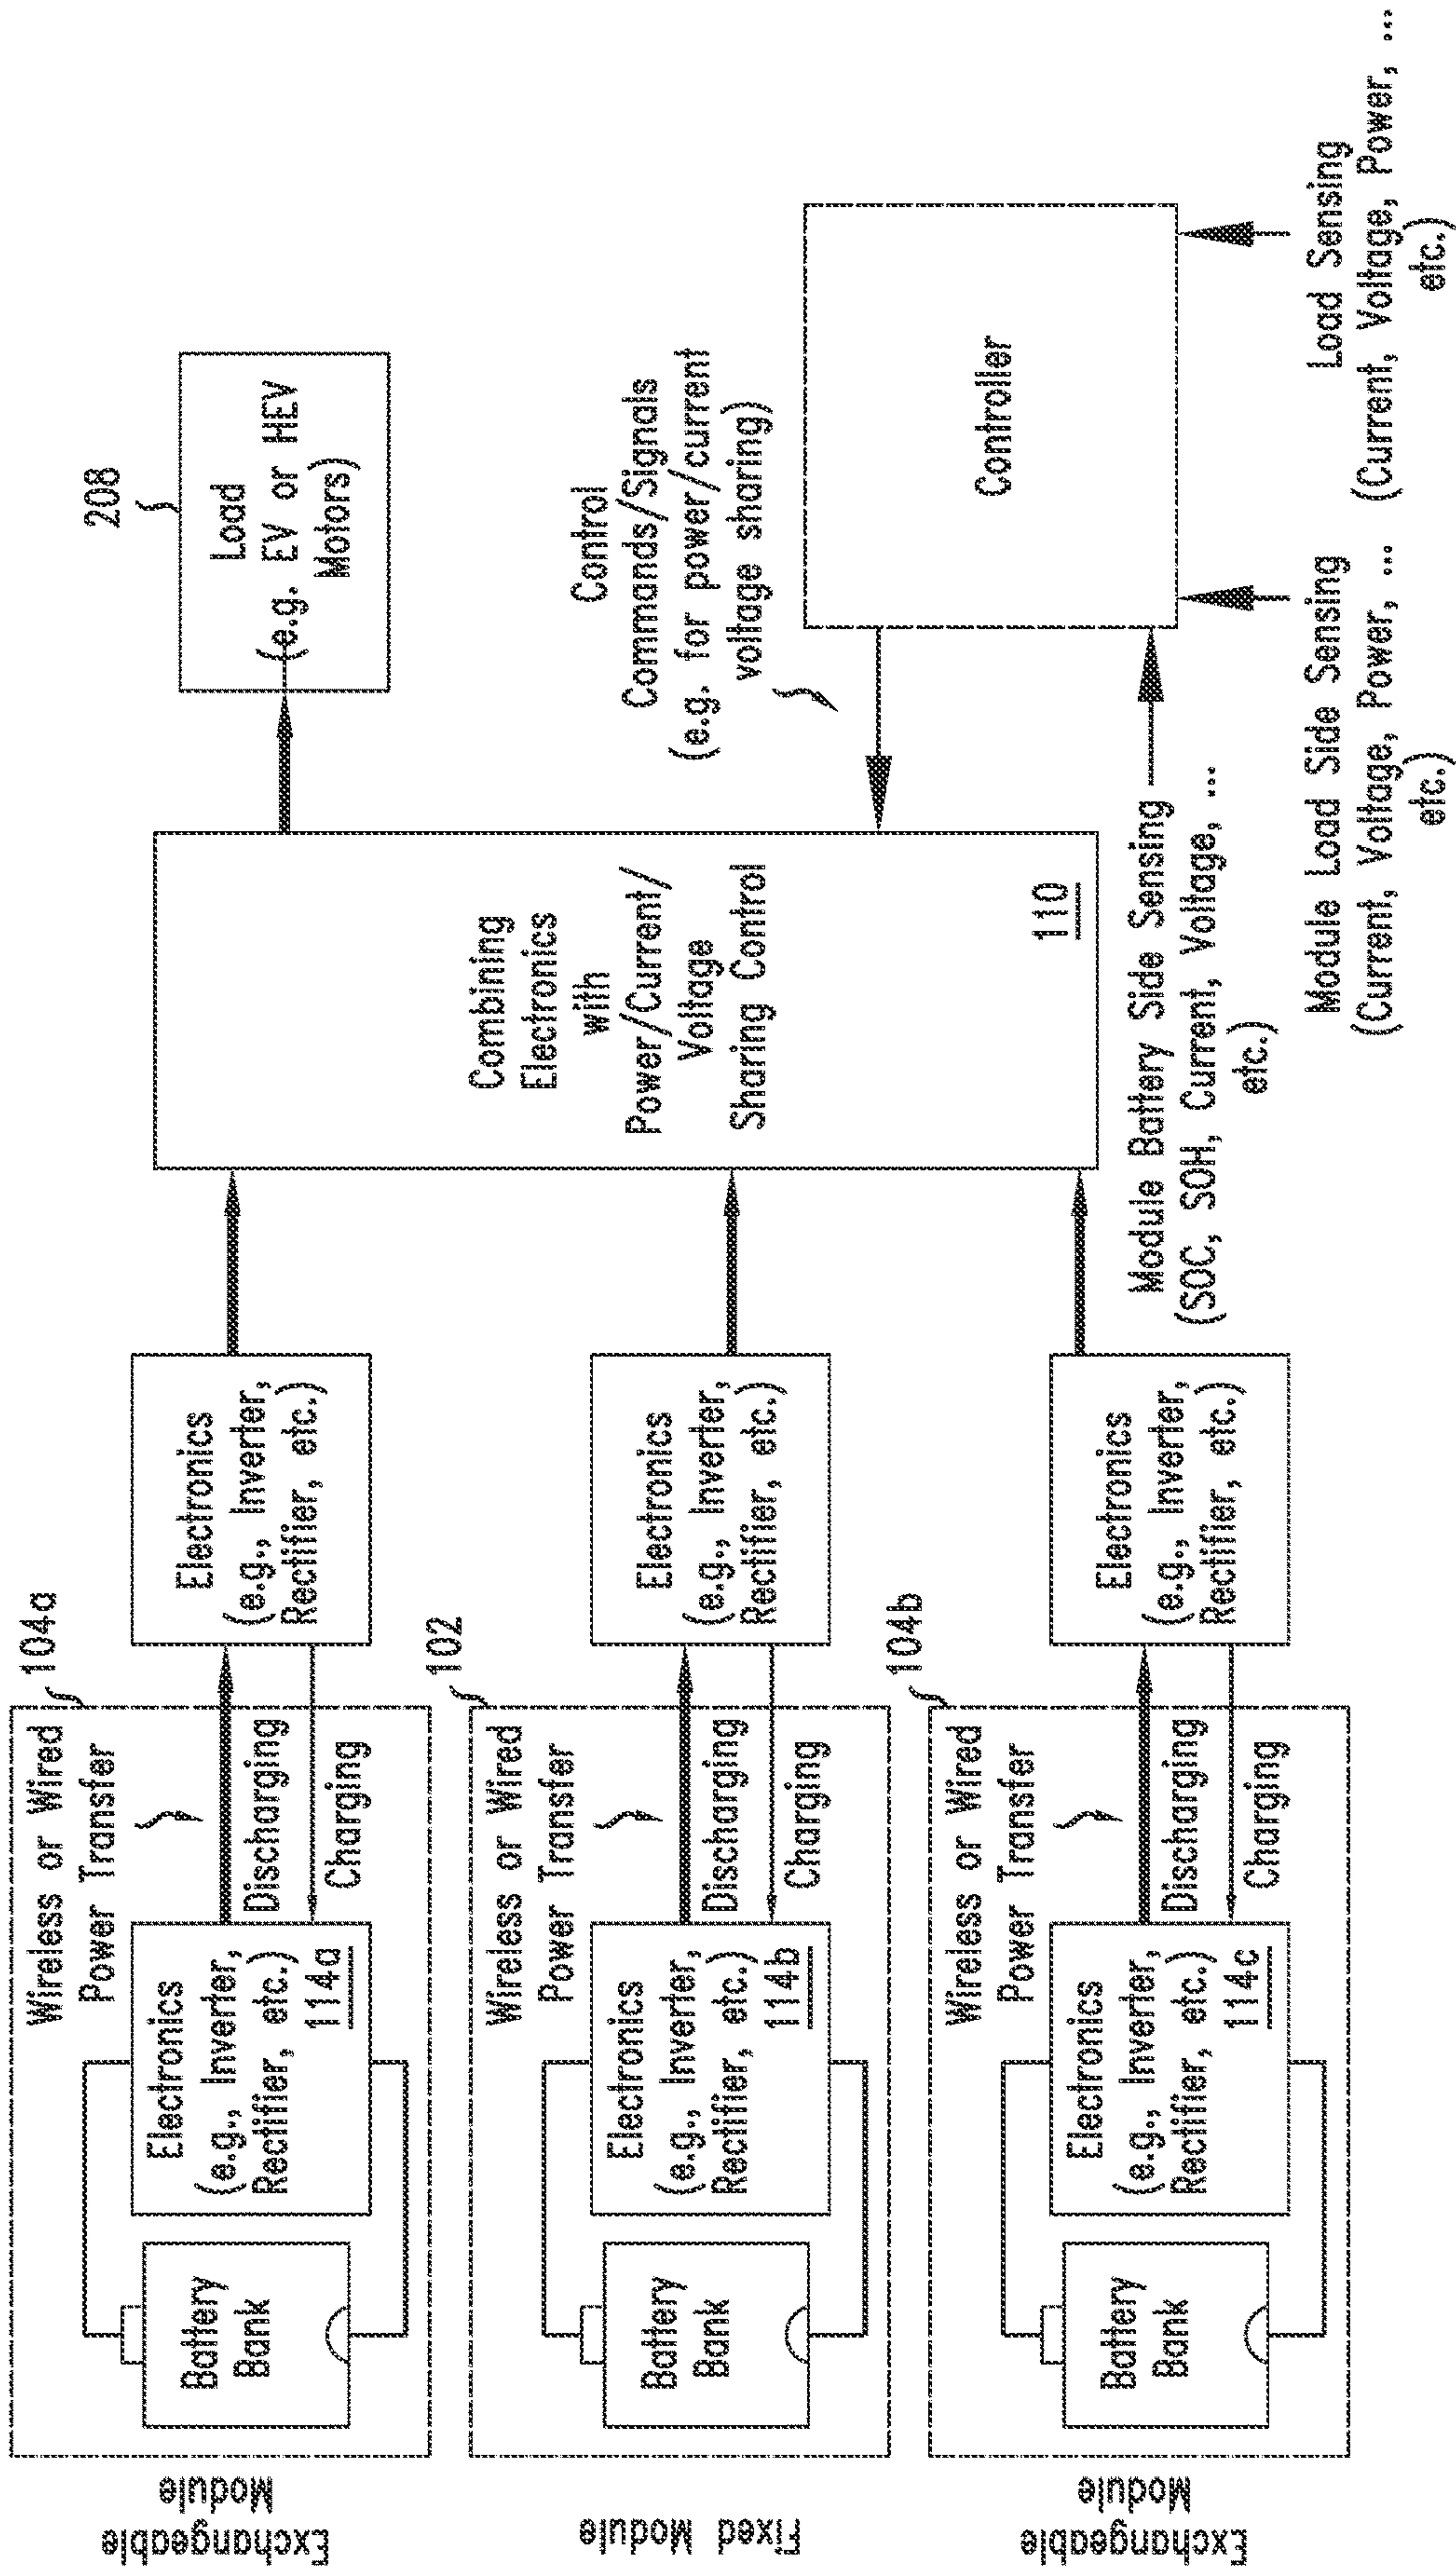 Exchangeable
Module
104a
Wireless or Wired
Power Transfer
Battery
Bank
Electronics
(e.g., Inverter,
Rectifier, etc.)
114a
Discharging
Charging
Electronics
(e.g., Inverter,
Rectifier, etc.)
Fixed Module
102
Wireless or Wired
Power Transfer
Battery
Bank
Electronics
(e.g., Inverter,
Rectifier, etc.)
114b
Discharging
Charging
Electronics
(e.g., Inverter,
Rectifier, etc.)
Exchangeable
Module
104b
Wireless or Wired
Power Transfer
Battery
Bank
Electronics
(e.g., Inverter,
Rectifier, etc.)
114c
Discharging
Charging
Electronics
(e.g., Inverter,
Rectifier, etc.)
Combining
Electronics
with
Power/Current/
Voltage
Sharing Control
110
208
Load
(e.g. EV or HEV
Motors)
Control
Commands/Signals
(e.g. for power/current
voltage sharing)
Controller
Module Battery Side Sensing
(SOC, SOH, Current, Voltage, ...
etc.)
Module Load Side Sensing
(Current, Voltage, Power, ...
etc.)
Load Sensing
(Current, Voltage, Power, ...
etc.)